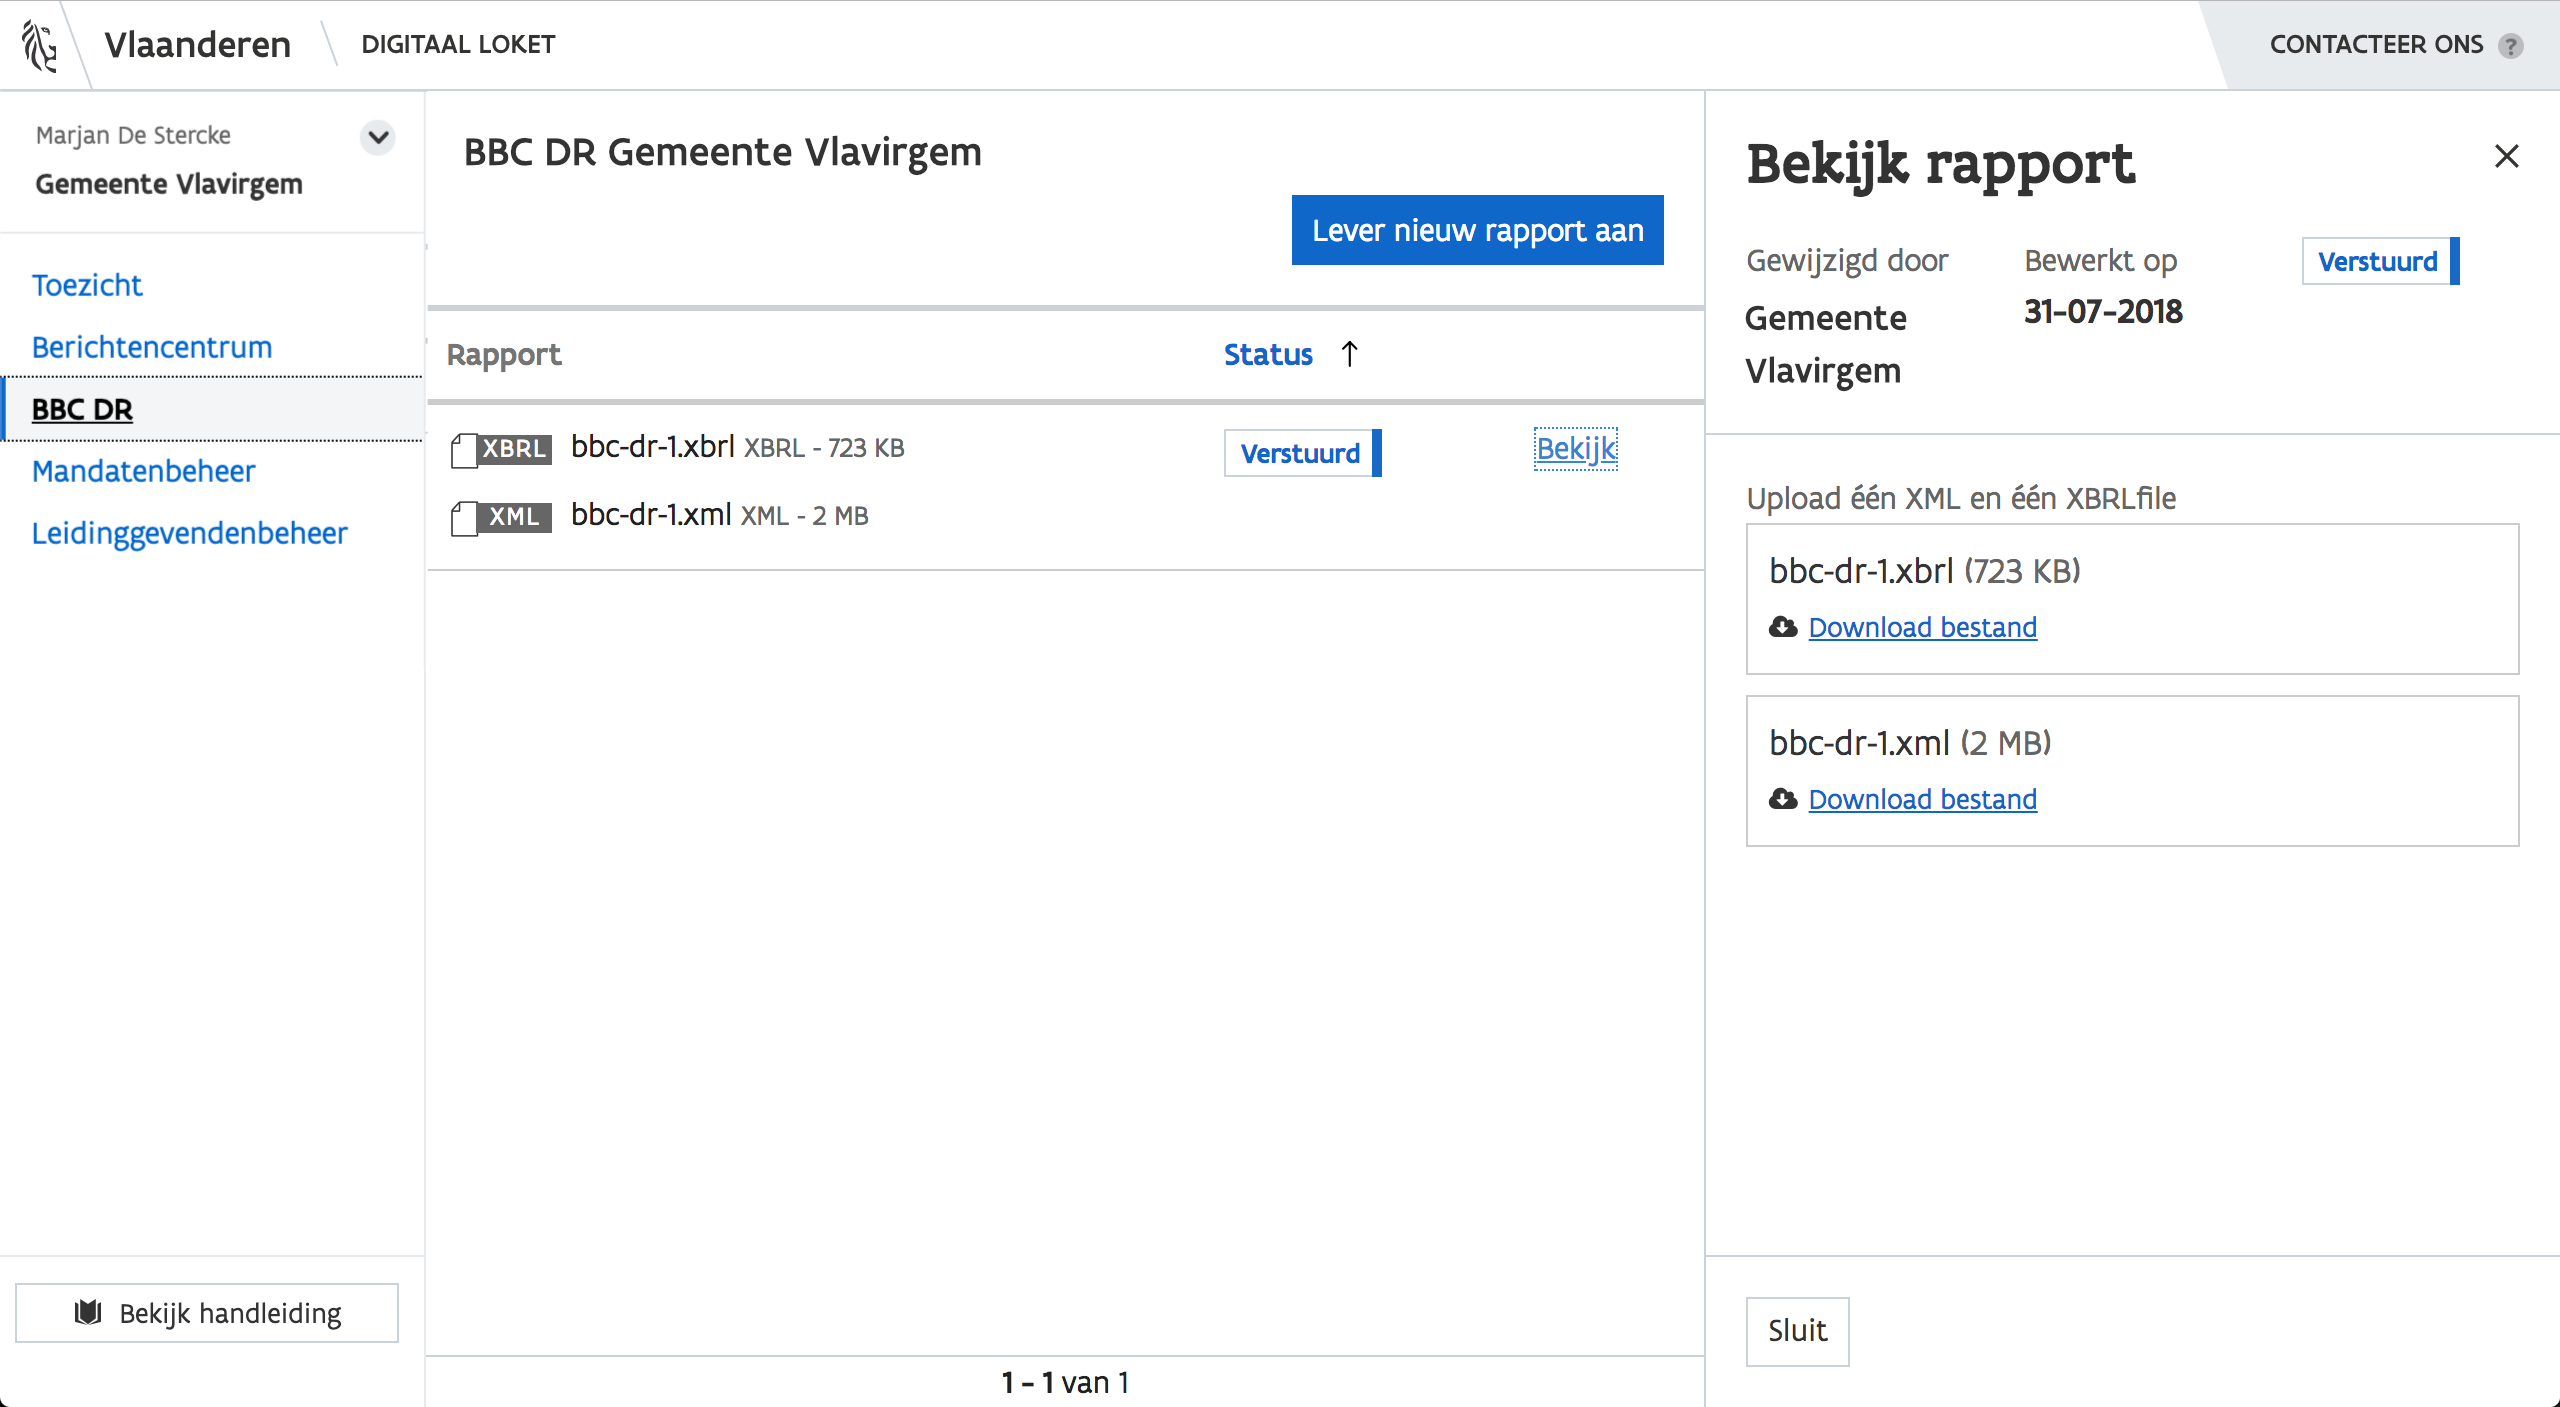 Vlaanderen
DIGITAAL LOKET
CONTACTEER ONS ?
Marjan De Stercke
Gemeente Vlavirgem
Toezicht
Berichtencentrum
BBC DR
Mandatenbeheer
Leidinggevendenbeheer
Bekijk handleiding
BBC DR Gemeente Vlavirgem
Lever nieuw rapport aan
Rapport Status ↑
XBRL bbc-dr-1.xbrl XBRL - 723 KB Verstuurd Bekijk
XML bbc-dr-1.xml XML - 2 MB
1 - 1 van 1
Bekijk rapport
Gewijzigd door
Gemeente
Vlavirgem
Bewerkt op
31-07-2018
Verstuurd
Upload één XML en één XBRLfile
bbc-dr-1.xbrl (723 KB)
Download bestand
bbc-dr-1.xml (2 MB)
Download bestand
Sluit